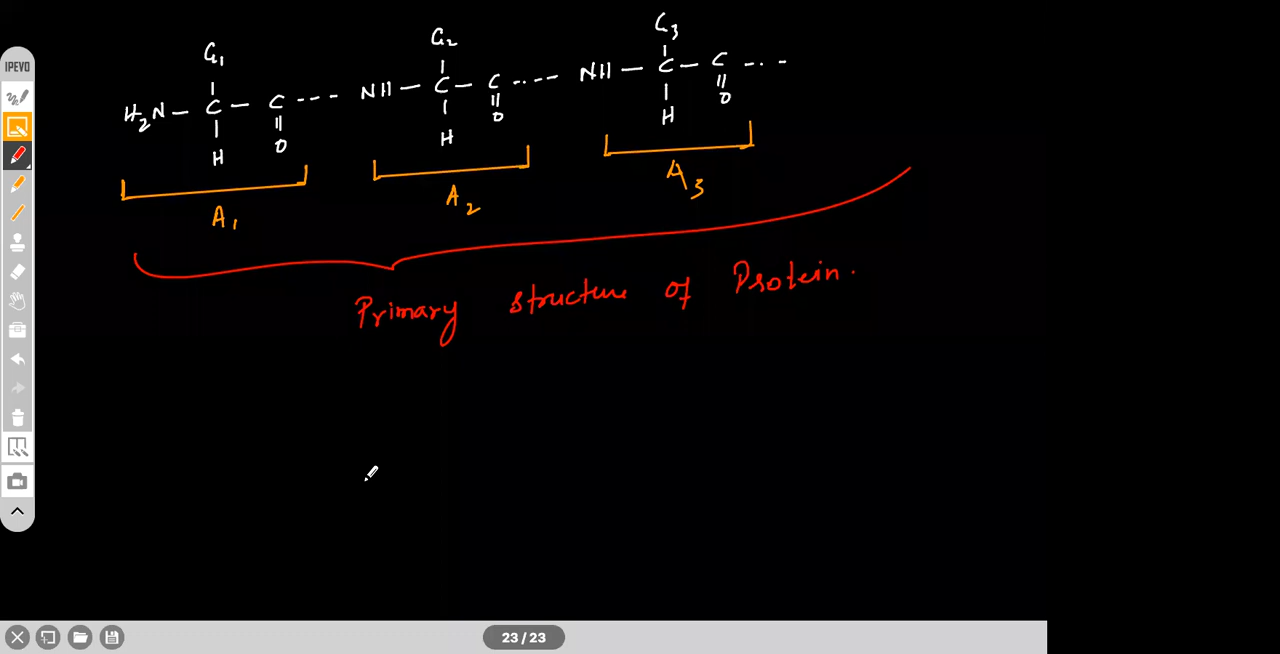 IPEVO
G₁ G₂ G₃
H₂N – C – C --- NH – C – C ---- NH – C – C ---
H O H O H O
A₁ A₂ A₃
Primary structure of Protein.
23 / 23